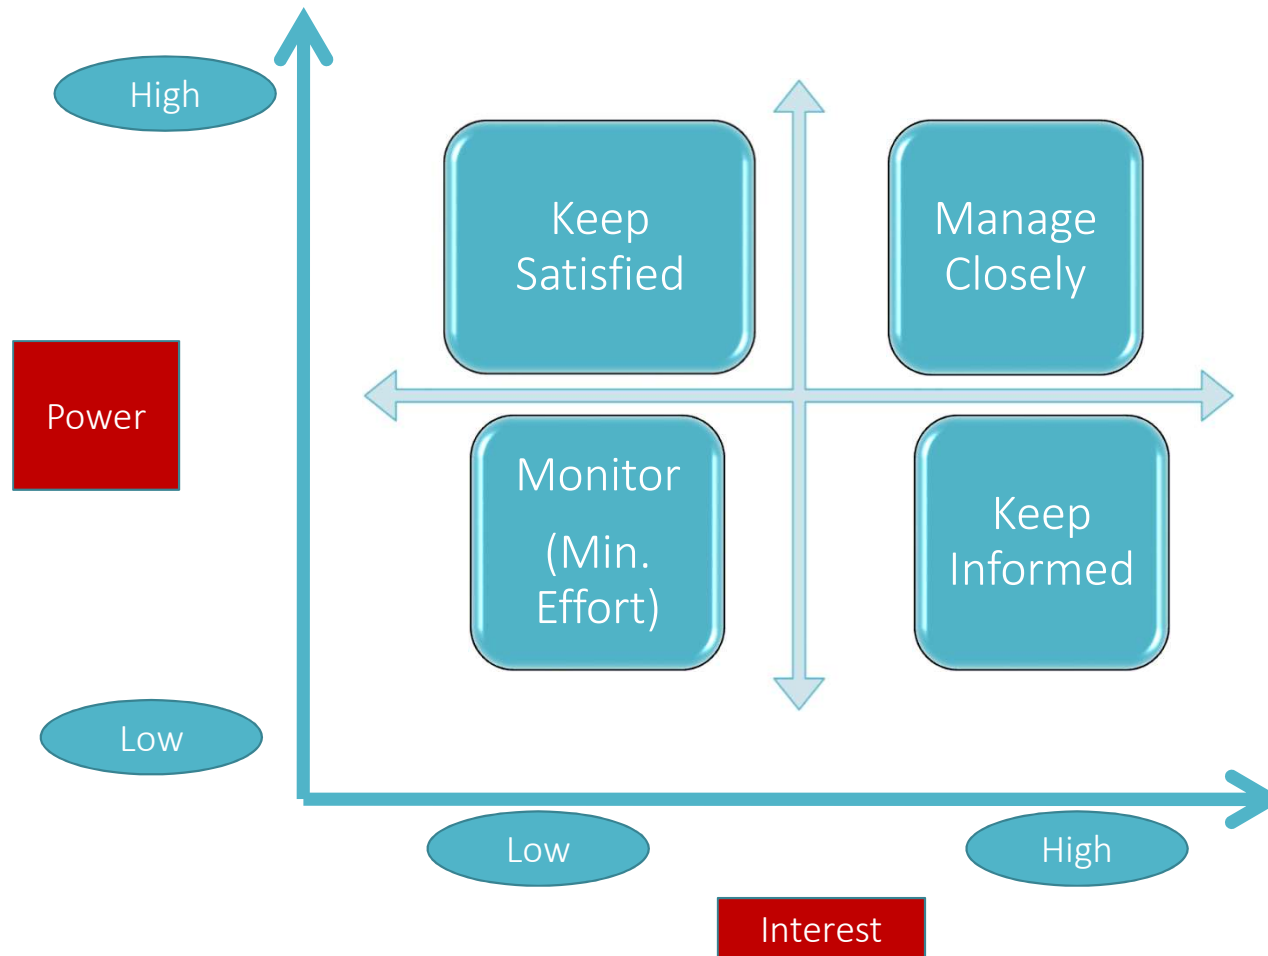 High
Keep
Satisfied
Manage
Closely
Power
Monitor
(Min.
Effort)
Keep
Informed
Low
Low
High
Interest